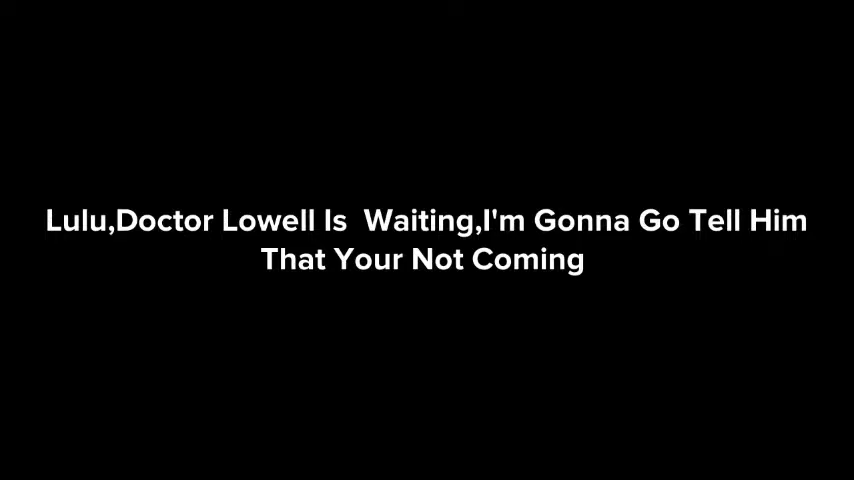 Lulu,Doctor Lowell Is  Waiting,I'm Gonna Go Tell Him
That Your Not Coming